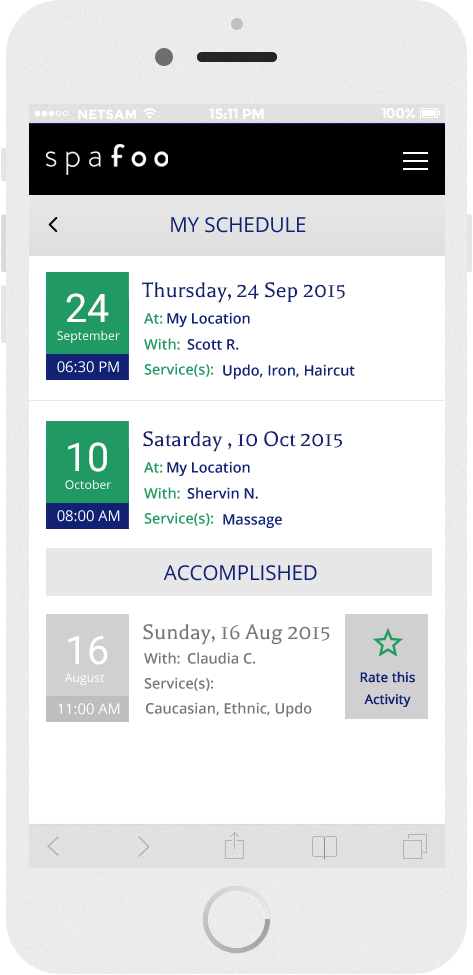 NETSAM 15:11 PM 100%
spafoo
MY SCHEDULE
24
September
06:30 PM
Thursday, 24 Sep 2015
At: My Location
With: Scott R.
Service(s): Updo, Iron, Haircut
10
October
08:00 AM
Satarday , 10 Oct 2015
At: My Location
With: Shervin N.
Service(s): Massage
ACCOMPLISHED
16
August
11:00 AM
Sunday, 16 Aug 2015
With: Claudia C.
Service(s):
Caucasian, Ethnic, Updo
Rate this
Activity